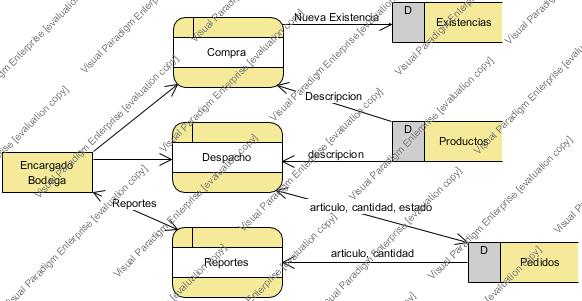 Nueva Existencia
D
Existencias
Compra
Descripcion
D
Productos
Despacho
descripcion
Encargado
Bodega
Reportes
articulo, cantidad, estado
D
Reportes
articulo, cantidad
Pedidos
Visual Paradigm Enterprise [evaluation copy]